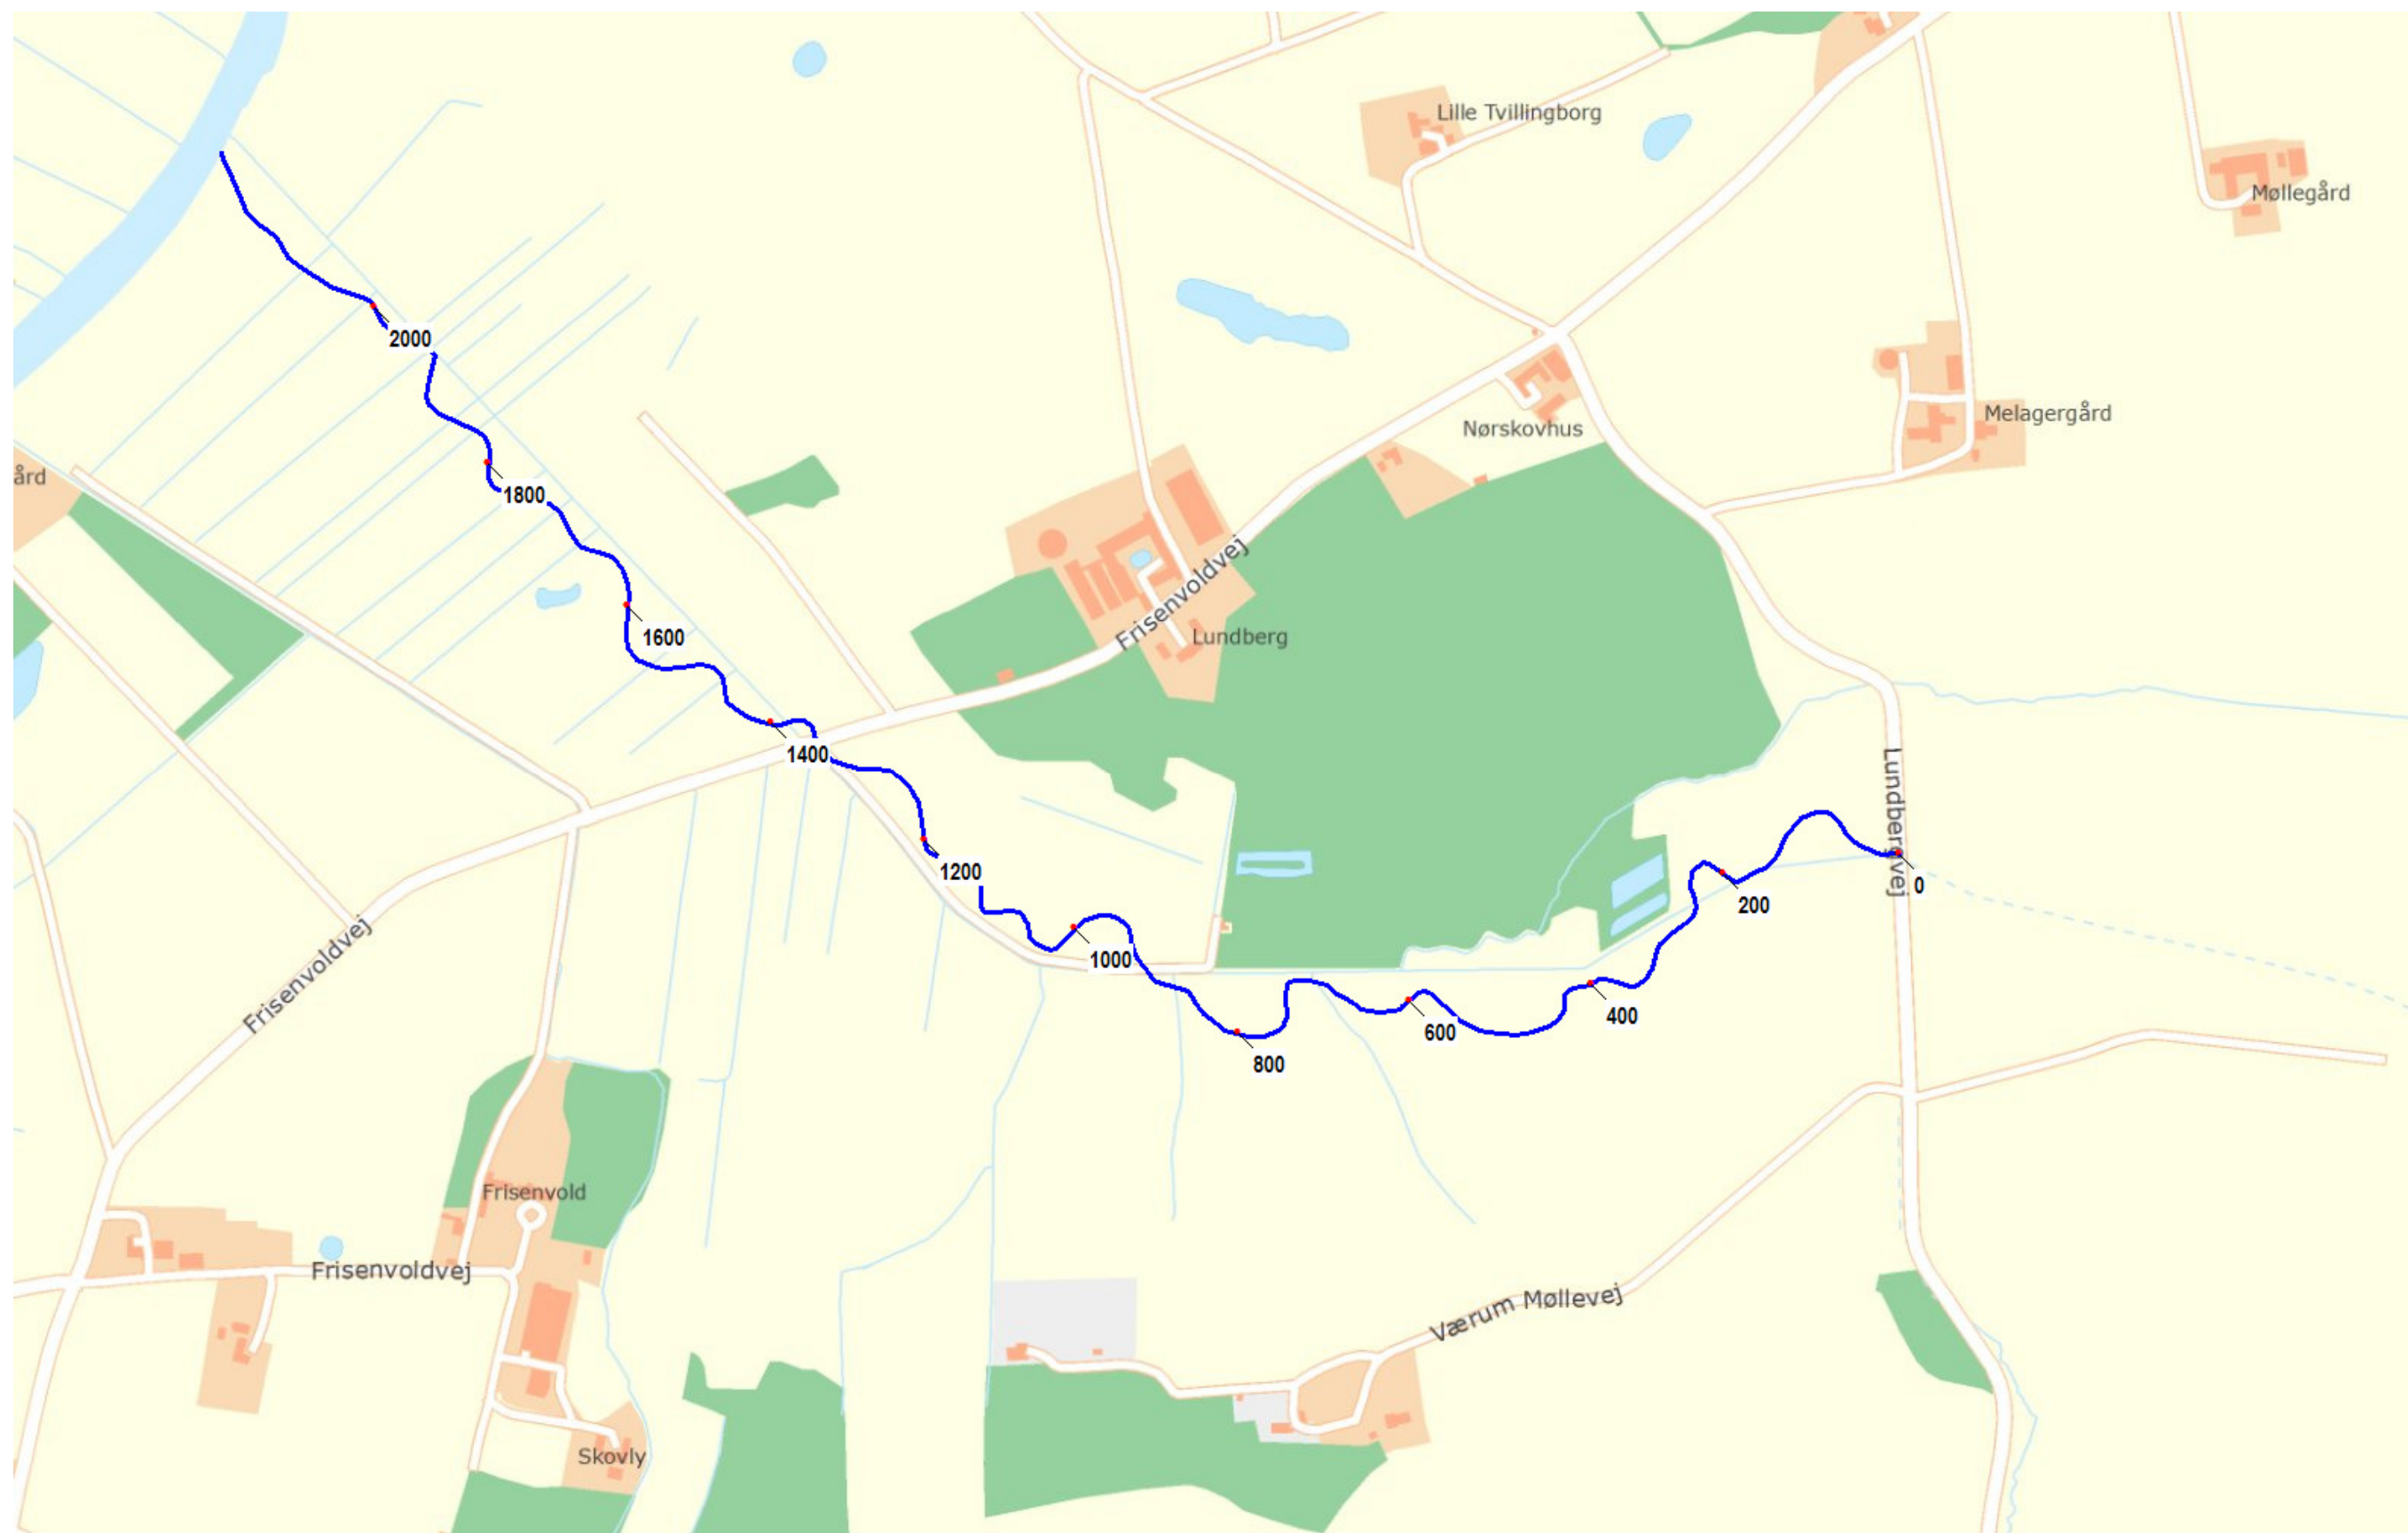 Lille Tvillingborg
Møllegård
2000
Nørskovhus
Melagergård
ård
1800
Frisenvoldvej
1600
Lundberg
1400
Lundbergvej
1200
0
200
1000
400
600
Frisenvoldvej
800
Frisenvold
Frisenvoldvej
Værum Møllevej
Skovly